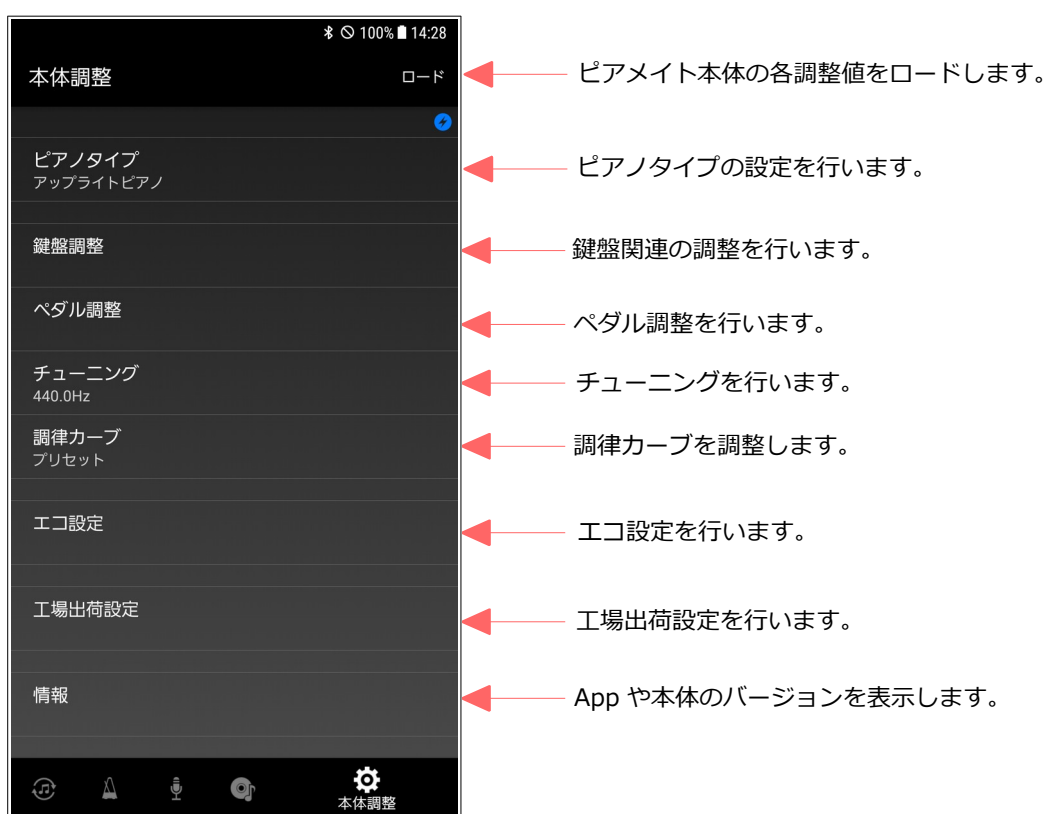 100% 14:28
本体調整
ロード
ピアメイト本体の各調整値をロードします。
ピアノタイプ
アップライトピアノ
ピアノタイプの設定を行います。
鍵盤調整
鍵盤関連の調整を行います。
ペダル調整
ペダル調整を行います。
チューニング
440.0Hz
チューニングを行います。
調律カーブ
プリセット
調律カーブを調整します。
エコ設定
エコ設定を行います。
工場出荷設定
工場出荷設定を行います。
情報
App や本体のバージョンを表示します。
本体調整